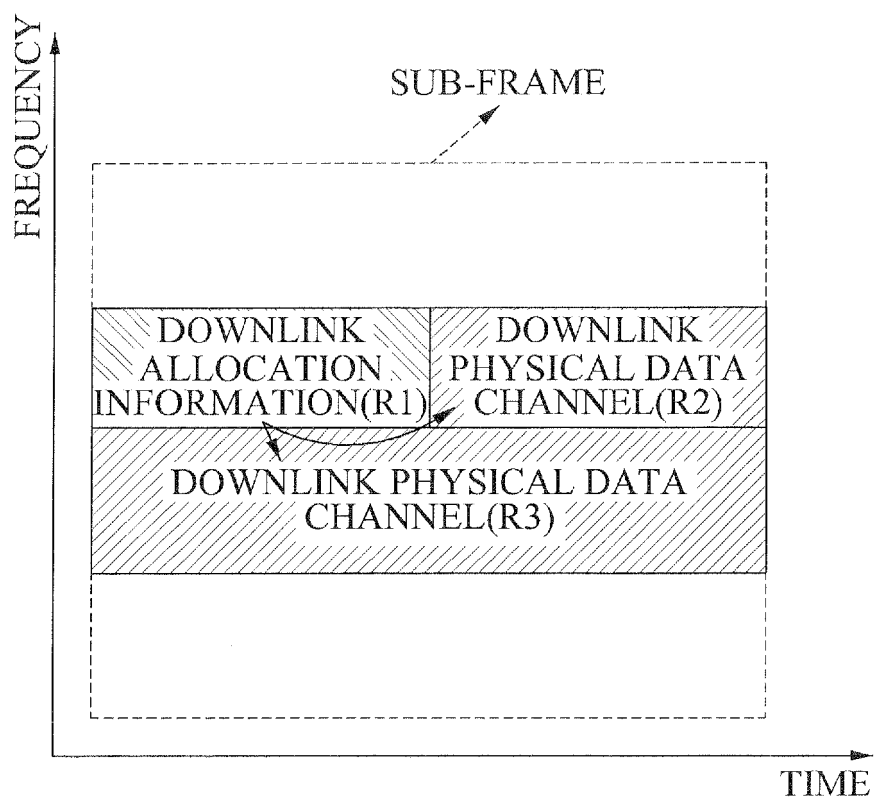 FREQUENCY
SUB-FRAME
DOWNLINK
ALLOCATION
INFORMATION(R1)
DOWNLINK
PHYSICAL DATA
CHANNEL(R2)
DOWNLINK PHYSICAL DATA
CHANNEL(R3)
TIME